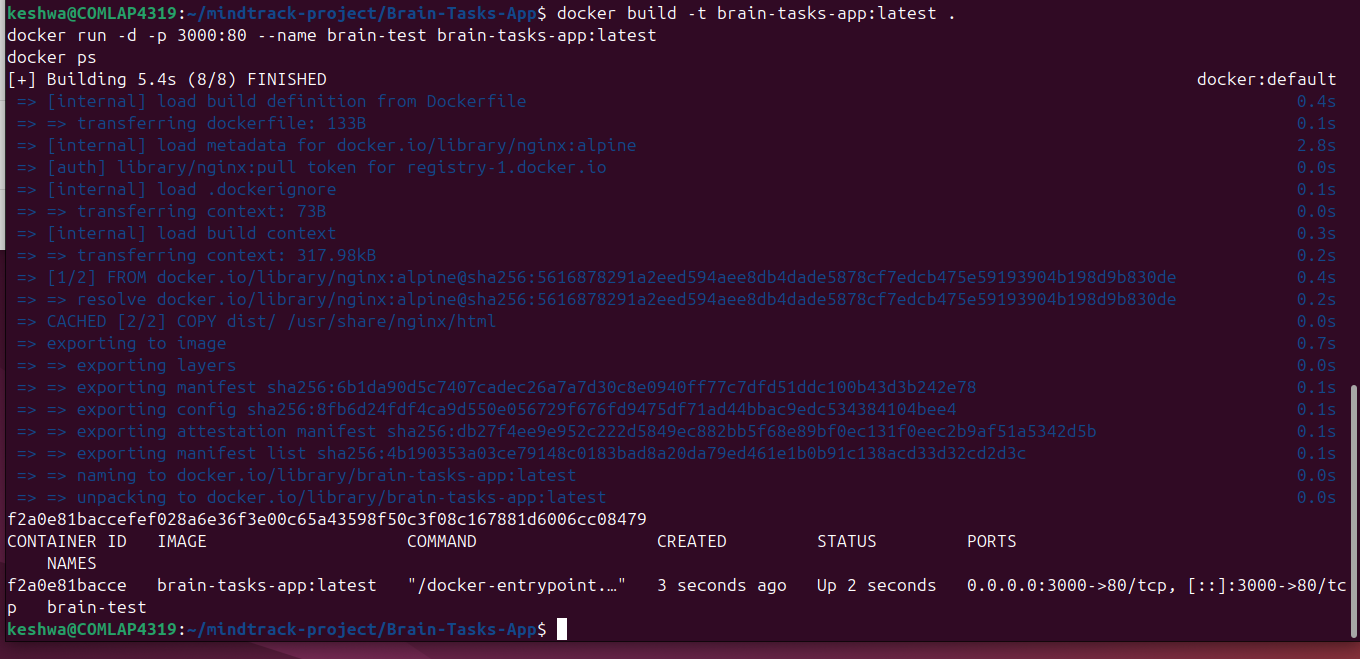 keshwa@COMLAP4319:~/mindtrack-project/Brain-Tasks-App$ docker build -t brain-tasks-app:latest .
docker run -d -p 3000:80 --name brain-test brain-tasks-app:latest
docker ps
[+] Building 5.4s (8/8) FINISHED docker:default
=> [internal] load build definition from Dockerfile 0.4s
=> => transferring dockerfile: 133B 0.1s
=> [internal] load metadata for docker.io/library/nginx:alpine 2.8s
=> [auth] library/nginx:pull token for registry-1.docker.io 0.0s
=> [internal] load .dockerignore 0.1s
=> => transferring context: 73B 0.0s
=> [internal] load build context 0.3s
=> => transferring context: 317.98kB 0.2s
=> [1/2] FROM docker.io/library/nginx:alpine@sha256:5616878291a2eed594aee8db4dade5878cf7edcb475e59193904b198d9b830de 0.4s
=> => resolve docker.io/library/nginx:alpine@sha256:5616878291a2eed594aee8db4dade5878cf7edcb475e59193904b198d9b830de 0.2s
=> CACHED [2/2] COPY dist/ /usr/share/nginx/html 0.0s
=> exporting to image 0.7s
=> => exporting layers 0.0s
=> => exporting manifest sha256:6b1da90d5c7407cadec26a7a7d30c8e0940ff77c7dfd51ddc100b43d3b242e78 0.1s
=> => exporting config sha256:8fb6d24fdf4ca9d550e056729f676fd9475df71ad44bbac9edc534384104bee4 0.1s
=> => exporting attestation manifest sha256:db27f4ee9e952c222d5849ec882bb5f68e89bf0ec131f0eec2b9af51a5342d5b 0.1s
=> => exporting manifest list sha256:4b190353a03ce79148c0183bad8a20da79ed461e1b0b91c138acd33d32cd2d3c 0.1s
=> => naming to docker.io/library/brain-tasks-app:latest 0.0s
=> => unpacking to docker.io/library/brain-tasks-app:latest 0.0s
f2a0e81baccefef028a6e36f3e00c65a43598f50c3f08c167881d6006cc08479
CONTAINER ID IMAGE COMMAND CREATED STATUS PORTS
NAMES
f2a0e81bacce brain-tasks-app:latest "/docker-entrypoint.…" 3 seconds ago Up 2 seconds 0.0.0.0:3000->80/tcp, [::]:3000->80/tc
p brain-test
keshwa@COMLAP4319:~/mindtrack-project/Brain-Tasks-App$